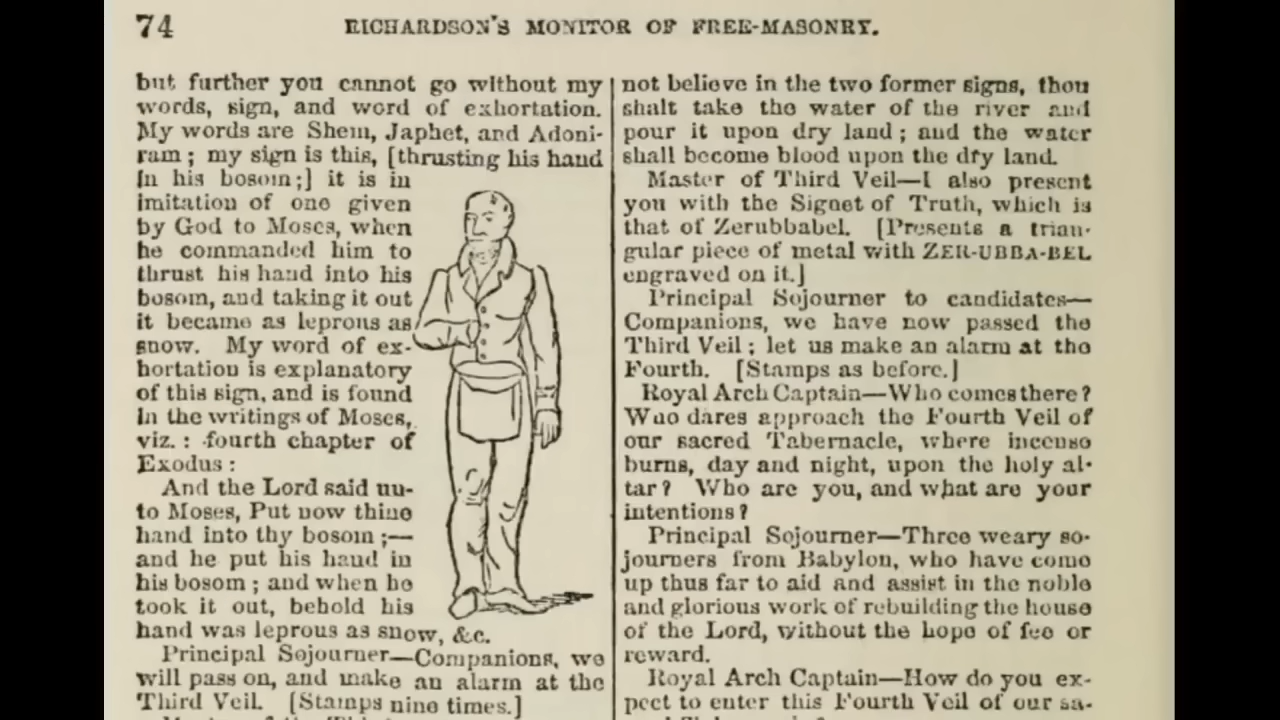 74
RICHARDSON'S MONITOR OF FREE-MASONRY.
but further you cannot go without my
words, sign, and word of exhortation.
My words are Shem, Japhet, and Adoni-
ram; my sign is this, [thrusting his hand
in his bosom;] it is in
imitation of one given
by God to Moses, when
he commanded him to
thrust his hand into his
bosom, and taking it out
it became as leprous as
snow. My word of ex-
hortation is explanatory
of this sign, and is found
in the writings of Moses,
viz.: fourth chapter of
Exodus:
And the Lord said un-
to Moses, Put now thine
hand into thy bosom;—
and he put his hand in
his bosom; and when he
took it out, behold his
hand was leprous as snow, &c.
Principal Sojourner—Companions, we
will pass on, and make an alarm at the
Third Veil. [Stamps nine times.]
not believe in the two former signs, thou
shalt take the water of the river and
pour it upon dry land; and the water
shall become blood upon the dry land.
Master of Third Veil—I also present
you with the Signet of Truth, which is
that of Zerubbabel. [Presents a trian-
gular piece of metal with ZER-UBBA-BEL
engraved on it.]
Principal Sojourner to candidates—
Companions, we have now passed the
Third Veil; let us make an alarm at the
Fourth. [Stamps as before.]
Royal Arch Captain—Who comes there?
Who dares approach the Fourth Veil of
our sacred Tabernacle, where incense
burns, day and night, upon the holy al-
tar? Who are you, and what are your
intentions?
Principal Sojourner—Three weary so-
journers from Babylon, who have come
up thus far to aid and assist in the noble
and glorious work of rebuilding the house
of the Lord, without the hope of fee or
reward.
Royal Arch Captain—How do you ex-
pect to enter this Fourth Veil of our sa-